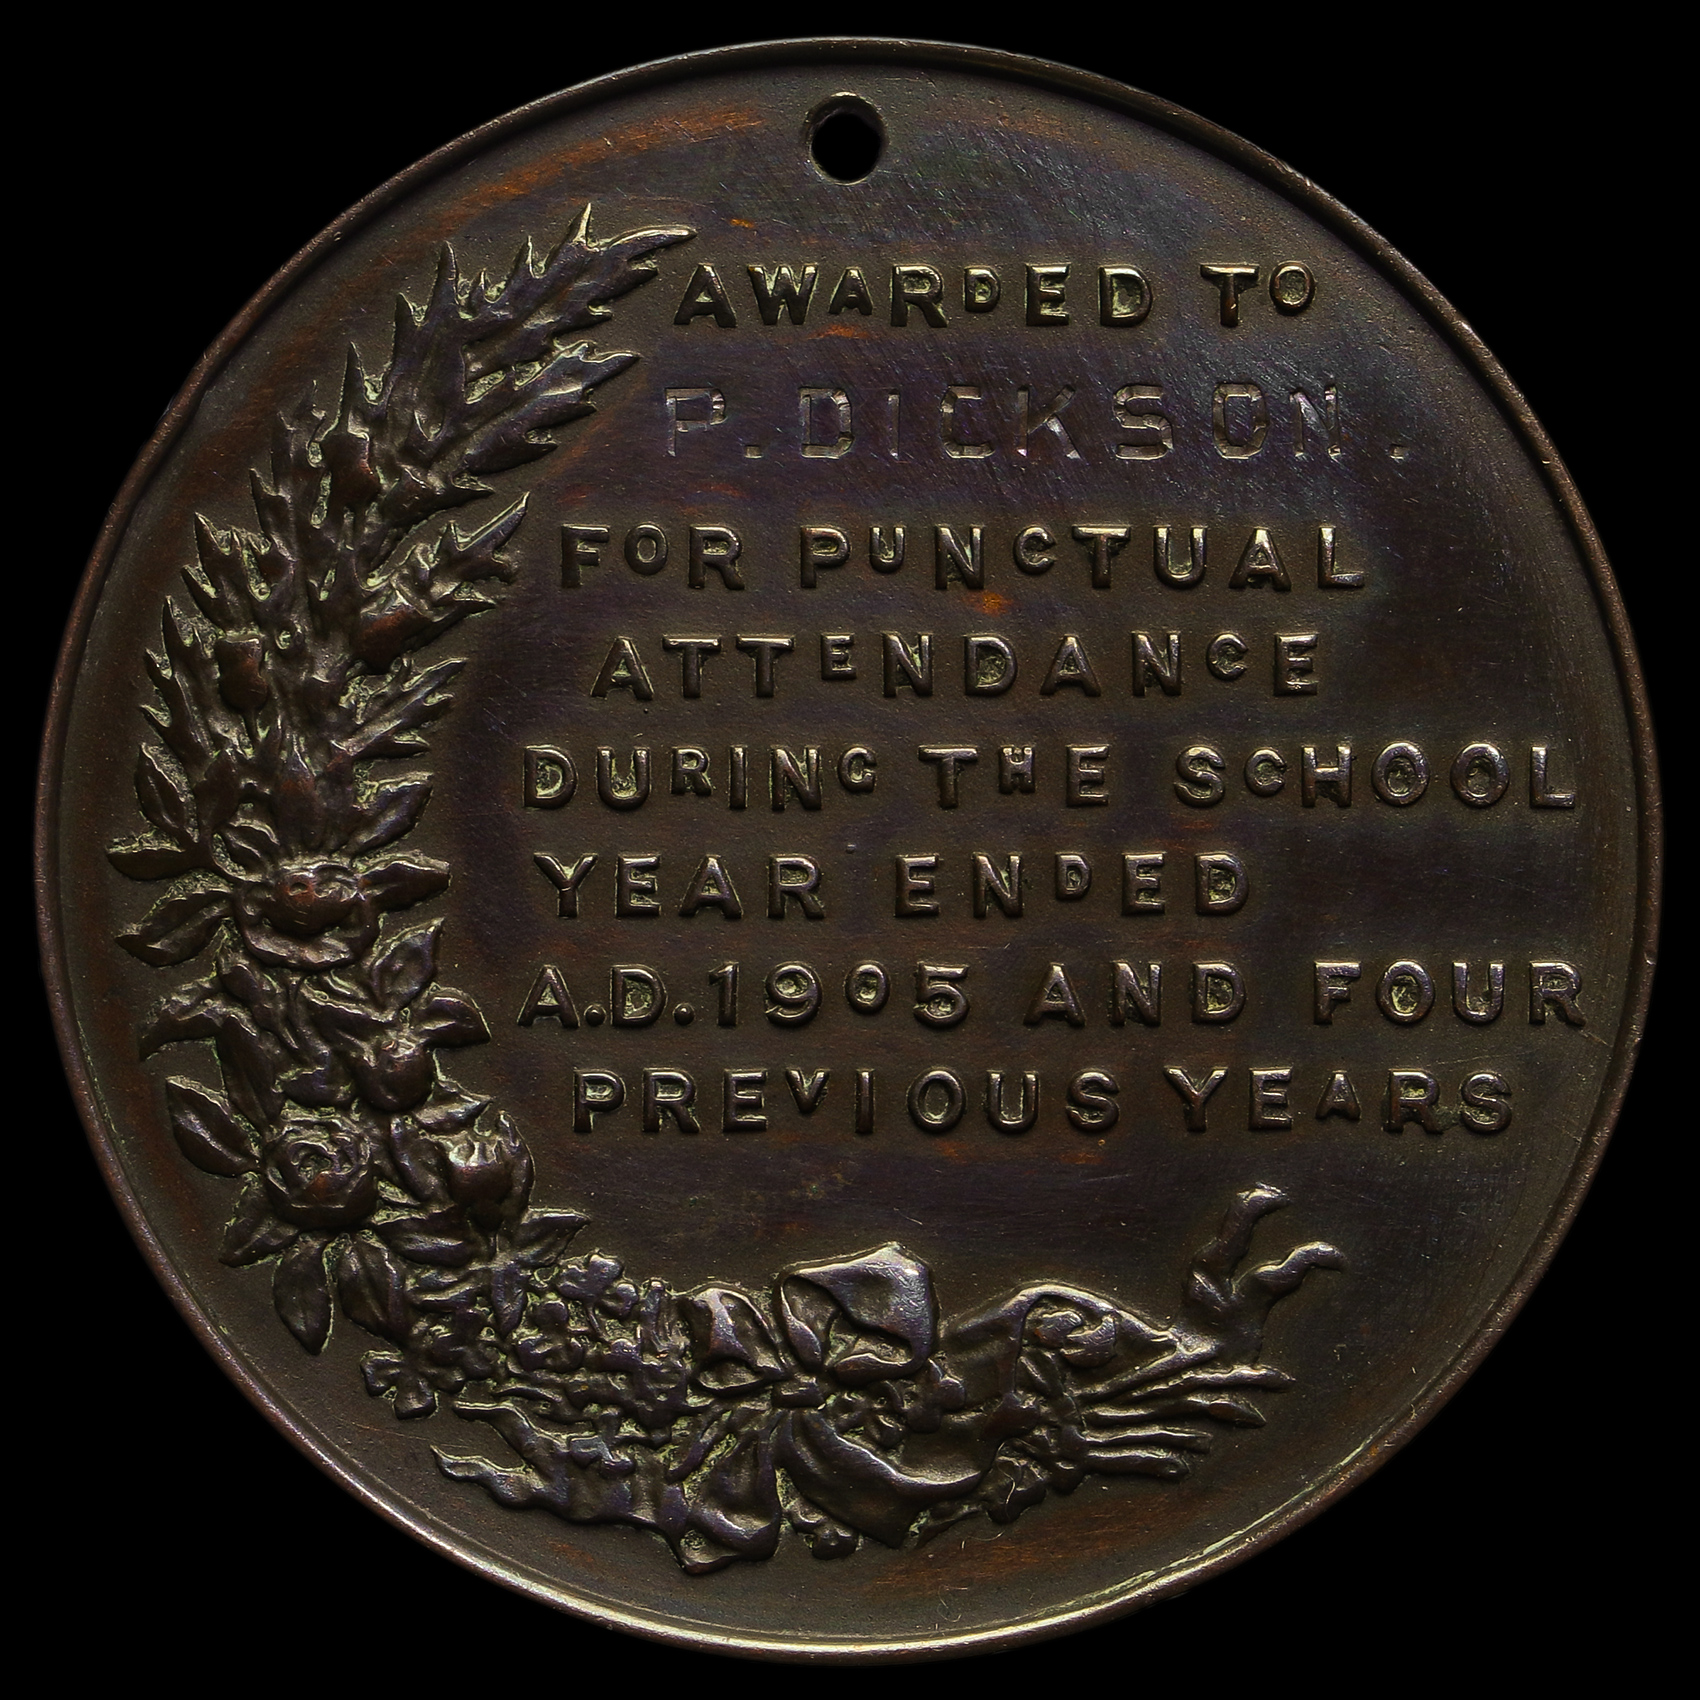 AWARDED TO
P. DICKSON.
FOR PUNCTUAL
ATTENDANCE
DURING THE SCHOOL
YEAR ENDED
A.D. 1905 AND FOUR
PREVIOUS YEARS